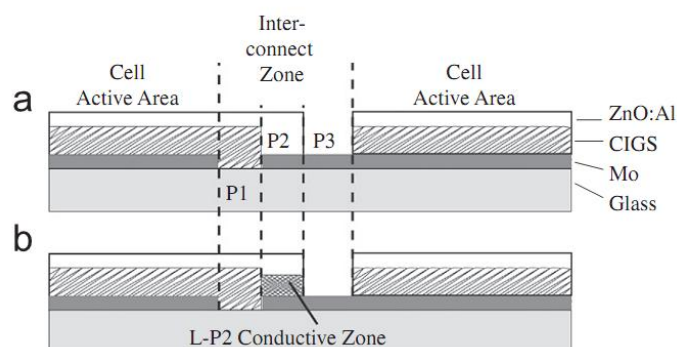 Inter-
connect
Zone
Cell
Active Area
Cell
Active Area
a
ZnO:Al
P2
P3
CIGS
Mo
P1
Glass
b
L-P2 Conductive Zone